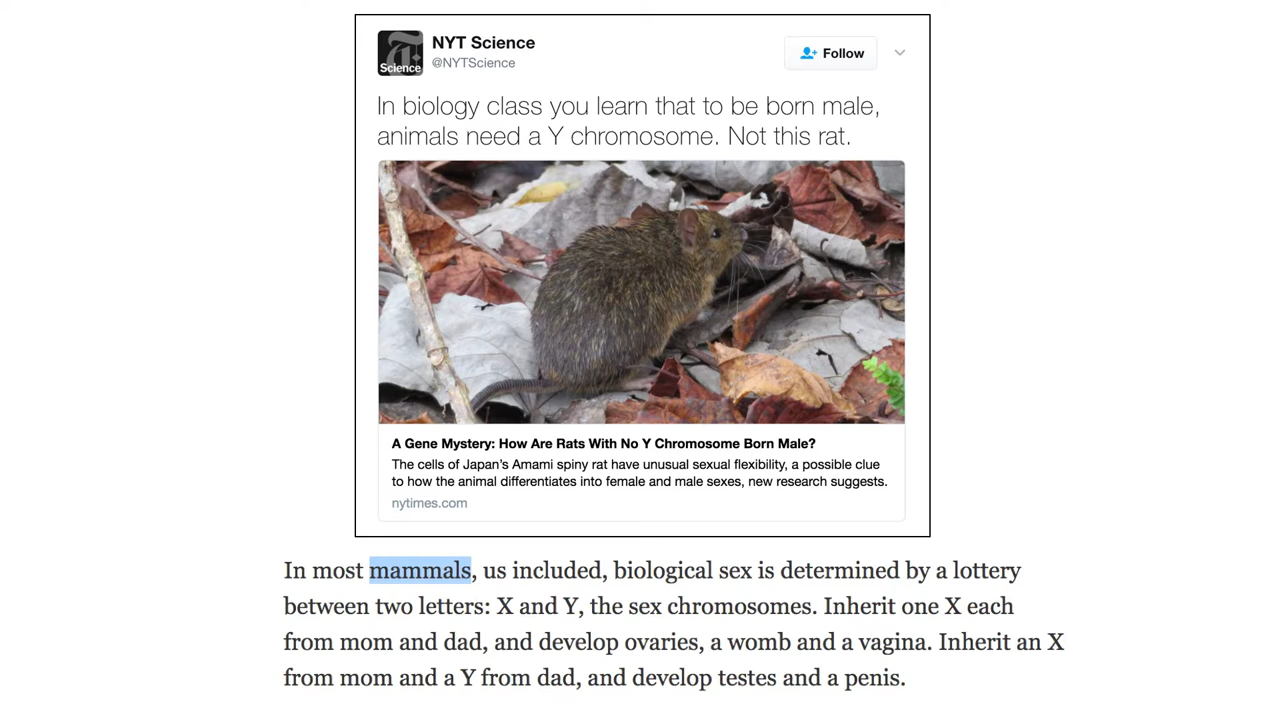 NYT Science
@NYTScience
Science
Follow
In biology class you learn that to be born male,
animals need a Y chromosome. Not this rat.
A Gene Mystery: How Are Rats With No Y Chromosome Born Male?
The cells of Japan's Amami spiny rat have unusual sexual flexibility, a possible clue
to how the animal differentiates into female and male sexes, new research suggests.
nytimes.com
In most mammals, us included, biological sex is determined by a lottery
between two letters: X and Y, the sex chromosomes. Inherit one X each
from mom and dad, and develop ovaries, a womb and a vagina. Inherit an X
from mom and a Y from dad, and develop testes and a penis.